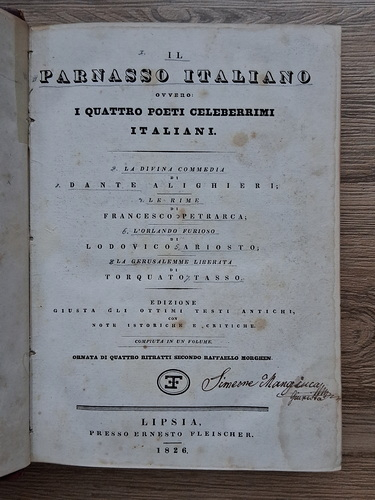 IL
PARNASSO ITALIANO
OVVERO:
I QUATTRO POETI CELEBERRIMI
ITALIANI.
LA DIVINA COMMEDIA
DI
DANTE ALIGHIERI;
LE RIME
DI
FRANCESCO PETRARCA;
L'ORLANDO FURIOSO
DI
LODOVICO ARIOSTO;
LA GERUSALEMME LIBERATA
DI
TORQUATO TASSO.
EDIZIONE
GIUSTA GLI OTTIMI TESTI ANTICHI,
CON
NOTE ISTORICHE E CRITICHE.
COMPIUTA IN UN VOLUME.
ORNATA DI QUATTRO RITRATTI SECONDO RAFFAELLO MORGHEN.
Simeone
LIPSIA,
PRESSO ERNESTO FLEISCHER.
1826.